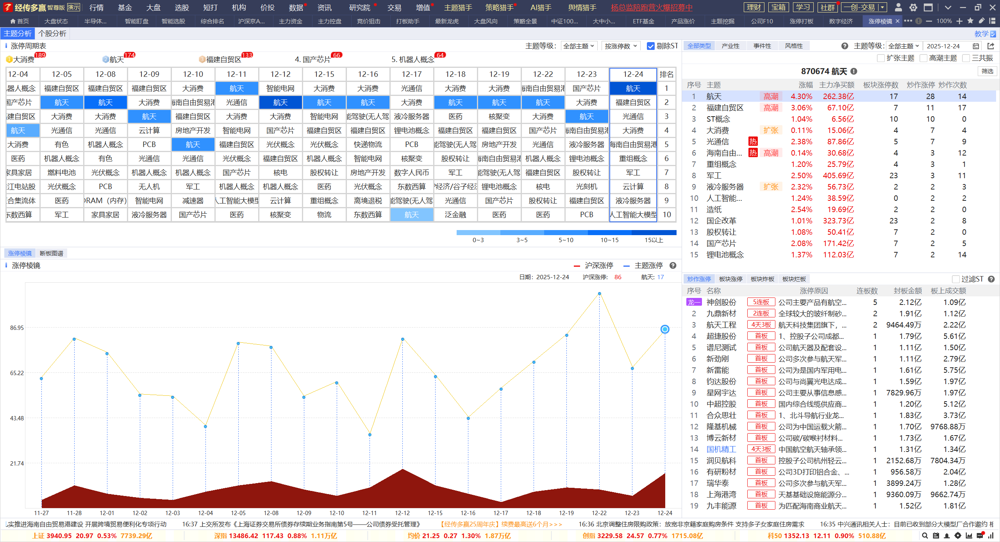 经传多赢 智尊版 演示 行情 基金 大盘 选股 短打 机构 价投 数据 资讯 研究院 交易 增值 主题猎手 策略猎手 AI猎手 舆情猎手 杨总监陪跑营火爆招募中 理财 宝箱 学习 社群 一创-交易
首页 大盘状态 半导体... 智能盯盘 智能选股 综合排名 沪深京A... 主力资金 主力控盘 竞价狙击 打板助手 最新龙虎 大盘风向 策略全景 中证100... 大中小... ETF基金 产品涨价 主题挖掘 公司F10 涨停打板 数字经济 涨停棱镜 100%
主题分析 个股分析 教学
涨停周期表 主题等级: 全部主题 按涨停数 剔除ST
1 大消费 189 2 航天 174 3 福建自贸区 133 4. 国产芯片 66 5. 机器人概念 64
12-04 12-05 12-08 12-09 12-10 12-11 12-12 12-15 12-16 12-17 12-18 12-19 12-22 12-23 12-24 排名
器人概念 福建自贸区 福建自贸区 福建自贸区 大消费 航天 智能电网 大消费 大消费 光通信 大消费 大消费 海南自由贸易港 国产芯片 航天 1
国产芯片 航天 航天 大消费 海南自由贸易港 光通信 航天 航天 航天 大消费 航天 航天 航天 大消费 福建自贸区 2
建自贸区 大消费 大消费 航天 福建自贸区 大消费 大消费 智能电网 能驾驶(无人驾 液冷服务器 医药 核聚变 大消费 航天 光通信 3
航天 光通信 光通信 云计算 房地产开发 智能电网 国产芯片 福建自贸区 福建自贸区 锂电池概念 福建自贸区 福建自贸区 国产芯片 海南自由贸易港 大消费 4
大消费 有色 机器人概念 PCB 航天 福建自贸区 光伏概念 光伏概念 快递物流 PCB 能驾驶(无人驾 房地产开发 光通信 液冷服务器 海南自由贸易港 5
医药 机器人概念 有色 光通信 光通信 光伏概念 福建自贸区 机器人概念 智能电网 核聚变 股权转让 海南自由贸易港 机器人概念 锂电池概念 重组概念 6
家具家居 燃料电池 光伏概念 机器人概念 机器人概念 国产芯片 核电 股权转让 房地产开发 数字人民币 军工 能驾驶(无人驾 福建自贸区 股权转让 军工 7
江电站股 光伏概念 PCB 无人机 军工 机器人概念 机器人概念 医药 光伏概念 东数西算 经济/谷子经济 锂电池概念 核电 光刻机 云计算 8
合集流体 医药 DRAM（内存） 智能电网 减速器 人工智能大模型 云计算 重组概念 离境退税 能驾驶(无人驾 光通信 国产芯片 股权转让 福建自贸区 液冷服务器 9
东数西算 军工 家具家居 液冷服务器 国产芯片 医药 核聚变 物流 东数西算 航天 泛金融 医药 医药 PCB 人工智能大模型 10
0~3 3~5 5~10 10~15 15以上
涨停棱镜 断板图谱
涨停棱镜 沪深涨停 主题涨停
日期: 2025-12-24 沪深涨停: 86 航天: 17
86.95
65.22
43.48
21.74
11-27 11-28 12-01 12-02 12-03 12-04 12-05 12-08 12-09 12-10 12-11 12-12 12-15 12-16 12-17 12-18 12-19 12-22 12-23 12-24
全部类型 产业性 事件性 风格性 主题等级: 全部主题 2025-12-24
扩张主题 高潮主题 三共振
870674 航天 筛选
序号 主题 涨幅 主力净买额 板块涨停数 炒作涨停 炒作次数
1 航天 高潮 4.30% 262.38亿 17 28 14
2 福建自贸区 高潮 3.06% 67.10亿 7 11 17
3 ST概念 1.04% 6.56亿 10 10 0
4 大消费 扩张 0.11% 15.06亿 4 7 4
5 光通信 热 2.38% 87.86亿 5 7 9
6 海南自由... 热 高潮 0.14% 30.68亿 4 3 12
7 重组概念 1.20% 25.79亿 4 3 1
8 军工 2.50% 405.69亿 23 3 11
9 液冷服务器 扩张 2.32% 56.73亿 2 2 3
10 人工智能... 1.24% 38.59亿 0 2 2
11 造纸 2.54% 19.69亿 2 2 0
12 国企改革 1.01% 323.73亿 23 2 8
13 股权转让 1.08% 50.41亿 7 2 0
14 国产芯片 2.08% 171.42亿 7 2 5
15 锂电池概念 1.37% 112.03亿 7 2 14
炒作涨停 板块涨停 板块炸板 板块烂板 过滤ST
序号 名称 涨停原因 连板数 封板金额 板上成交额
龙一 神剑股份 5连板 公司主要产品有航空... 5 2.12亿 1.09亿
2 九鼎新材 2连板 全球较大的玻纤制砂... 2 1.91亿 1.12亿
3 航天工程 4天3板 航天科技集团旗下，... 2 9464.49万 2.22亿
4 超捷股份 首板 1、控股子公司成都... 1 1.79亿 5.61亿
5 谱尼测试 首板 公司航天器及配套设... 1 1.11亿 1.50亿
6 新劲刚 首板 公司多次参与航天军... 1 1.11亿 2.79亿
7 新雷能 首板 公司为是国内军用电... 1 1.61亿 5.75亿
8 钧达股份 首板 公司与尚翼光电达成... 1 1.59亿 1.97亿
9 星网宇达 首板 公司主要从事信息感... 1 7829.96万 1.97亿
10 中超控股 首板 国内综合线缆供应商... 1 1.20亿 5.12亿
11 合众思壮 首板 1、北斗导航行业龙... 1 1.83亿 3.73亿
12 隆基机械 首板 公司为中国运载火箭... 1 1.70亿 9768.88万
13 博云新材 首板 公司碳/碳喉衬材料... 1 1.73亿 1.67亿
14 国机精工 4天3板 中国航空航天轴承领... 1 1.31亿 1.34亿
15 润贝航科 首板 控股子公司杭州轻云... 1 2152.68万 7804.34万
16 有研粉材 首板 公司3D打印铝合金、... 1 956.58万 2.04亿
17 瑞华泰 首板 公司多次参与航天军... 1 3899.24万 1.28亿
18 上海港湾 首板 天基基础设施能源分... 1 9360.09万 9662.74万
19 九丰能源 首板 为匹配海南商业航天... 1 1.52亿 1.81亿
实推进海南自由贸易港建设 开展跨境贸易便利化专项行动 16:37 上交所发布《上海证券交易所债券存续期业务指南第5号——公司债券受托管理》 【经传多赢25周年庆】续费最高送6个月>>> 16:36 北京调整住房限购政策：放宽非京籍家庭购房条件 支持多子女家庭住房需求 16:35 中兴通讯相关人士：目前已收到部分大模型厂合作邀约 相
上证 3940.95 20.97 0.53% 7739.29亿 深指 13486.42 117.43 0.88% 1.11万亿 均价 21.25 0.27 1.30% 1.87万亿 创指 3229.58 24.57 0.77% 1715.08亿 科50 1352.13 12.11 0.90% 510.88亿